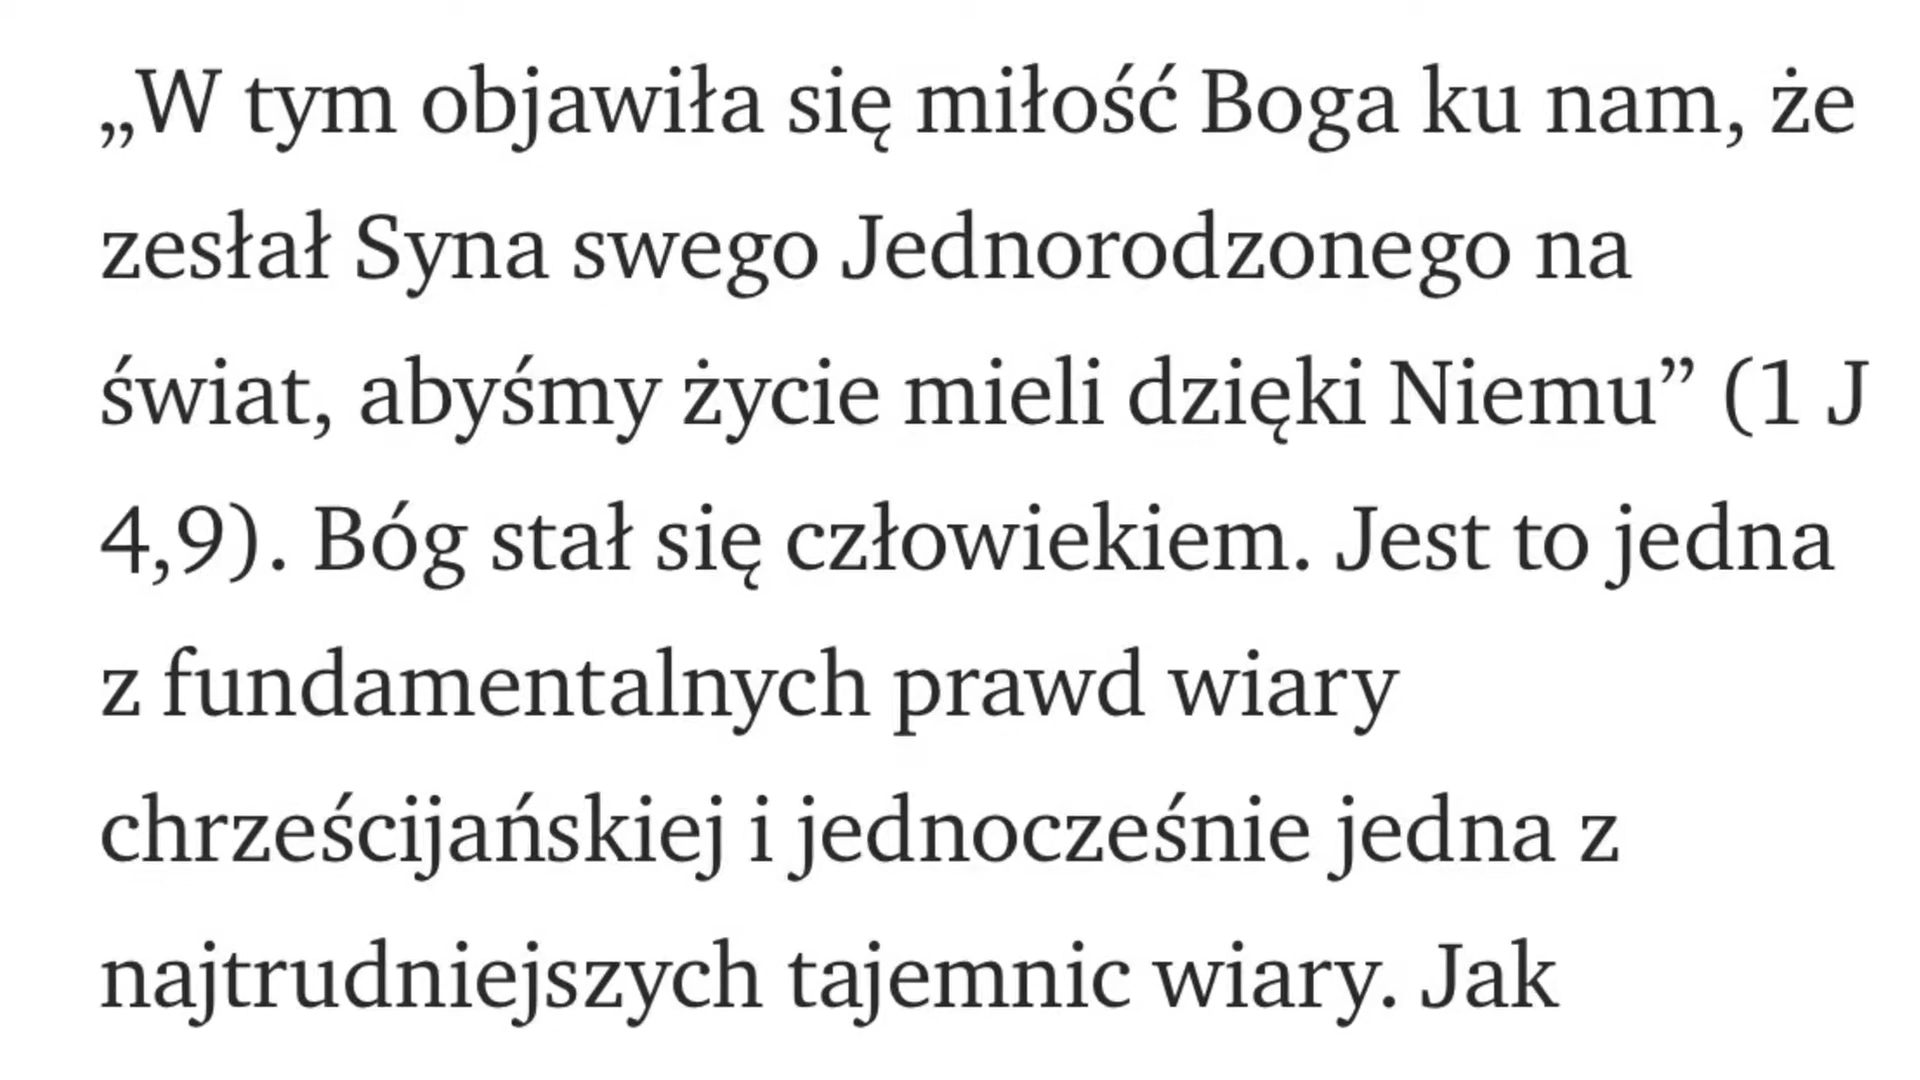 „W tym objawiła się miłość Boga ku nam, że
zesłał Syna swego Jednorodzonego na
świat, abyśmy życie mieli dzięki Niemu” (1 J
4,9). Bóg stał się człowiekiem. Jest to jedna
z fundamentalnych prawd wiary
chrześcijańskiej i jednocześnie jedna z
najtrudniejszych tajemnic wiary. Jak